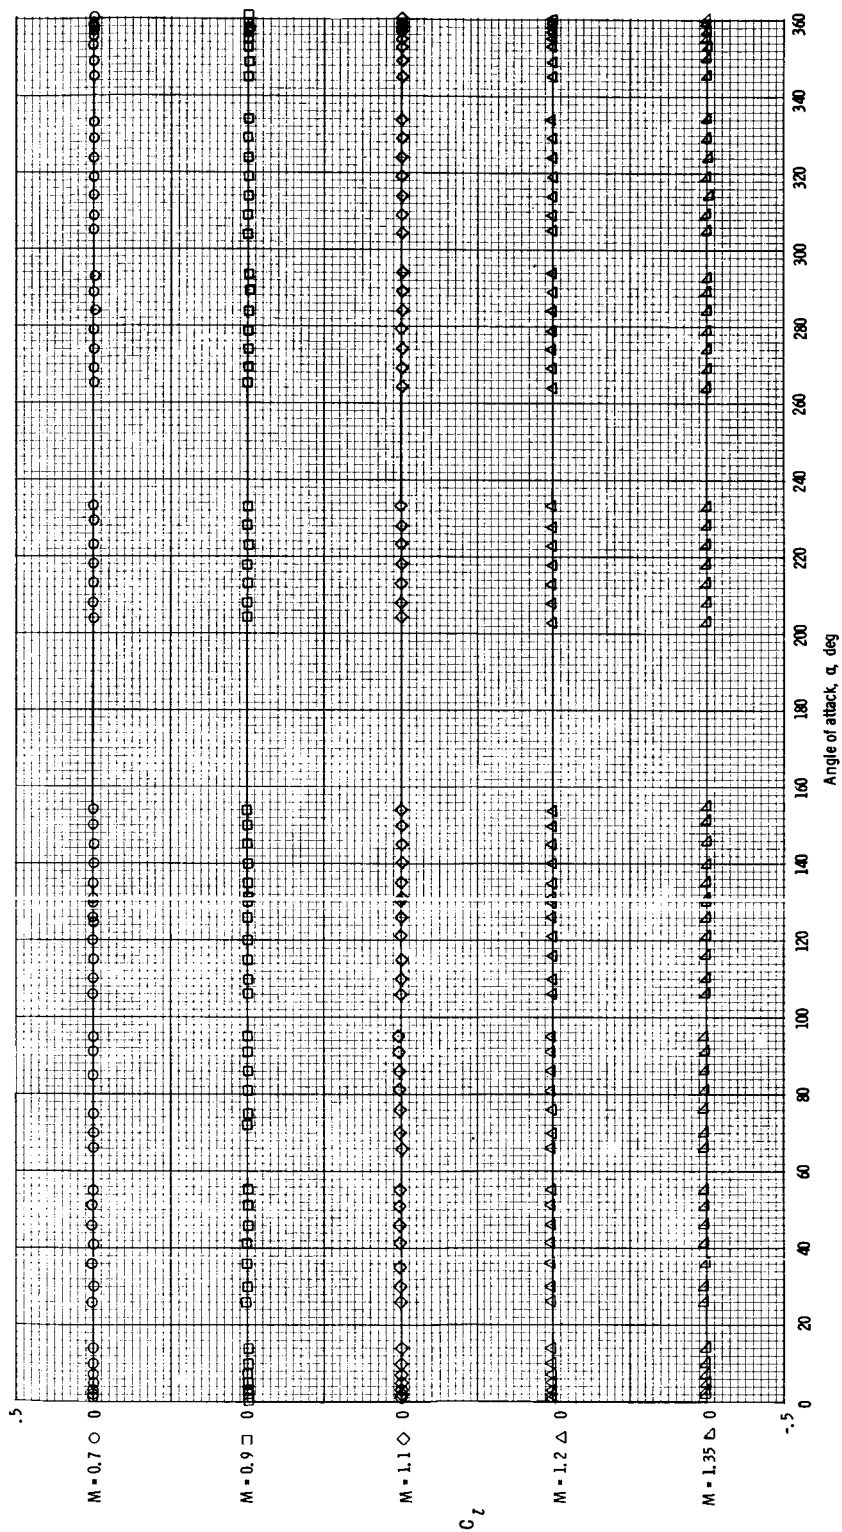 .5
M = 0.7 ○ 0
M = 0.9 □ 0
M = 1.1 ◇ 0
M = 1.2 △ 0
M = 1.35 ▷ 0
-.5
C l
0 20 40 60 80 100 120 140 160 180 200 220 240 260 280 300 320 340 360
Angle of attack, α, deg